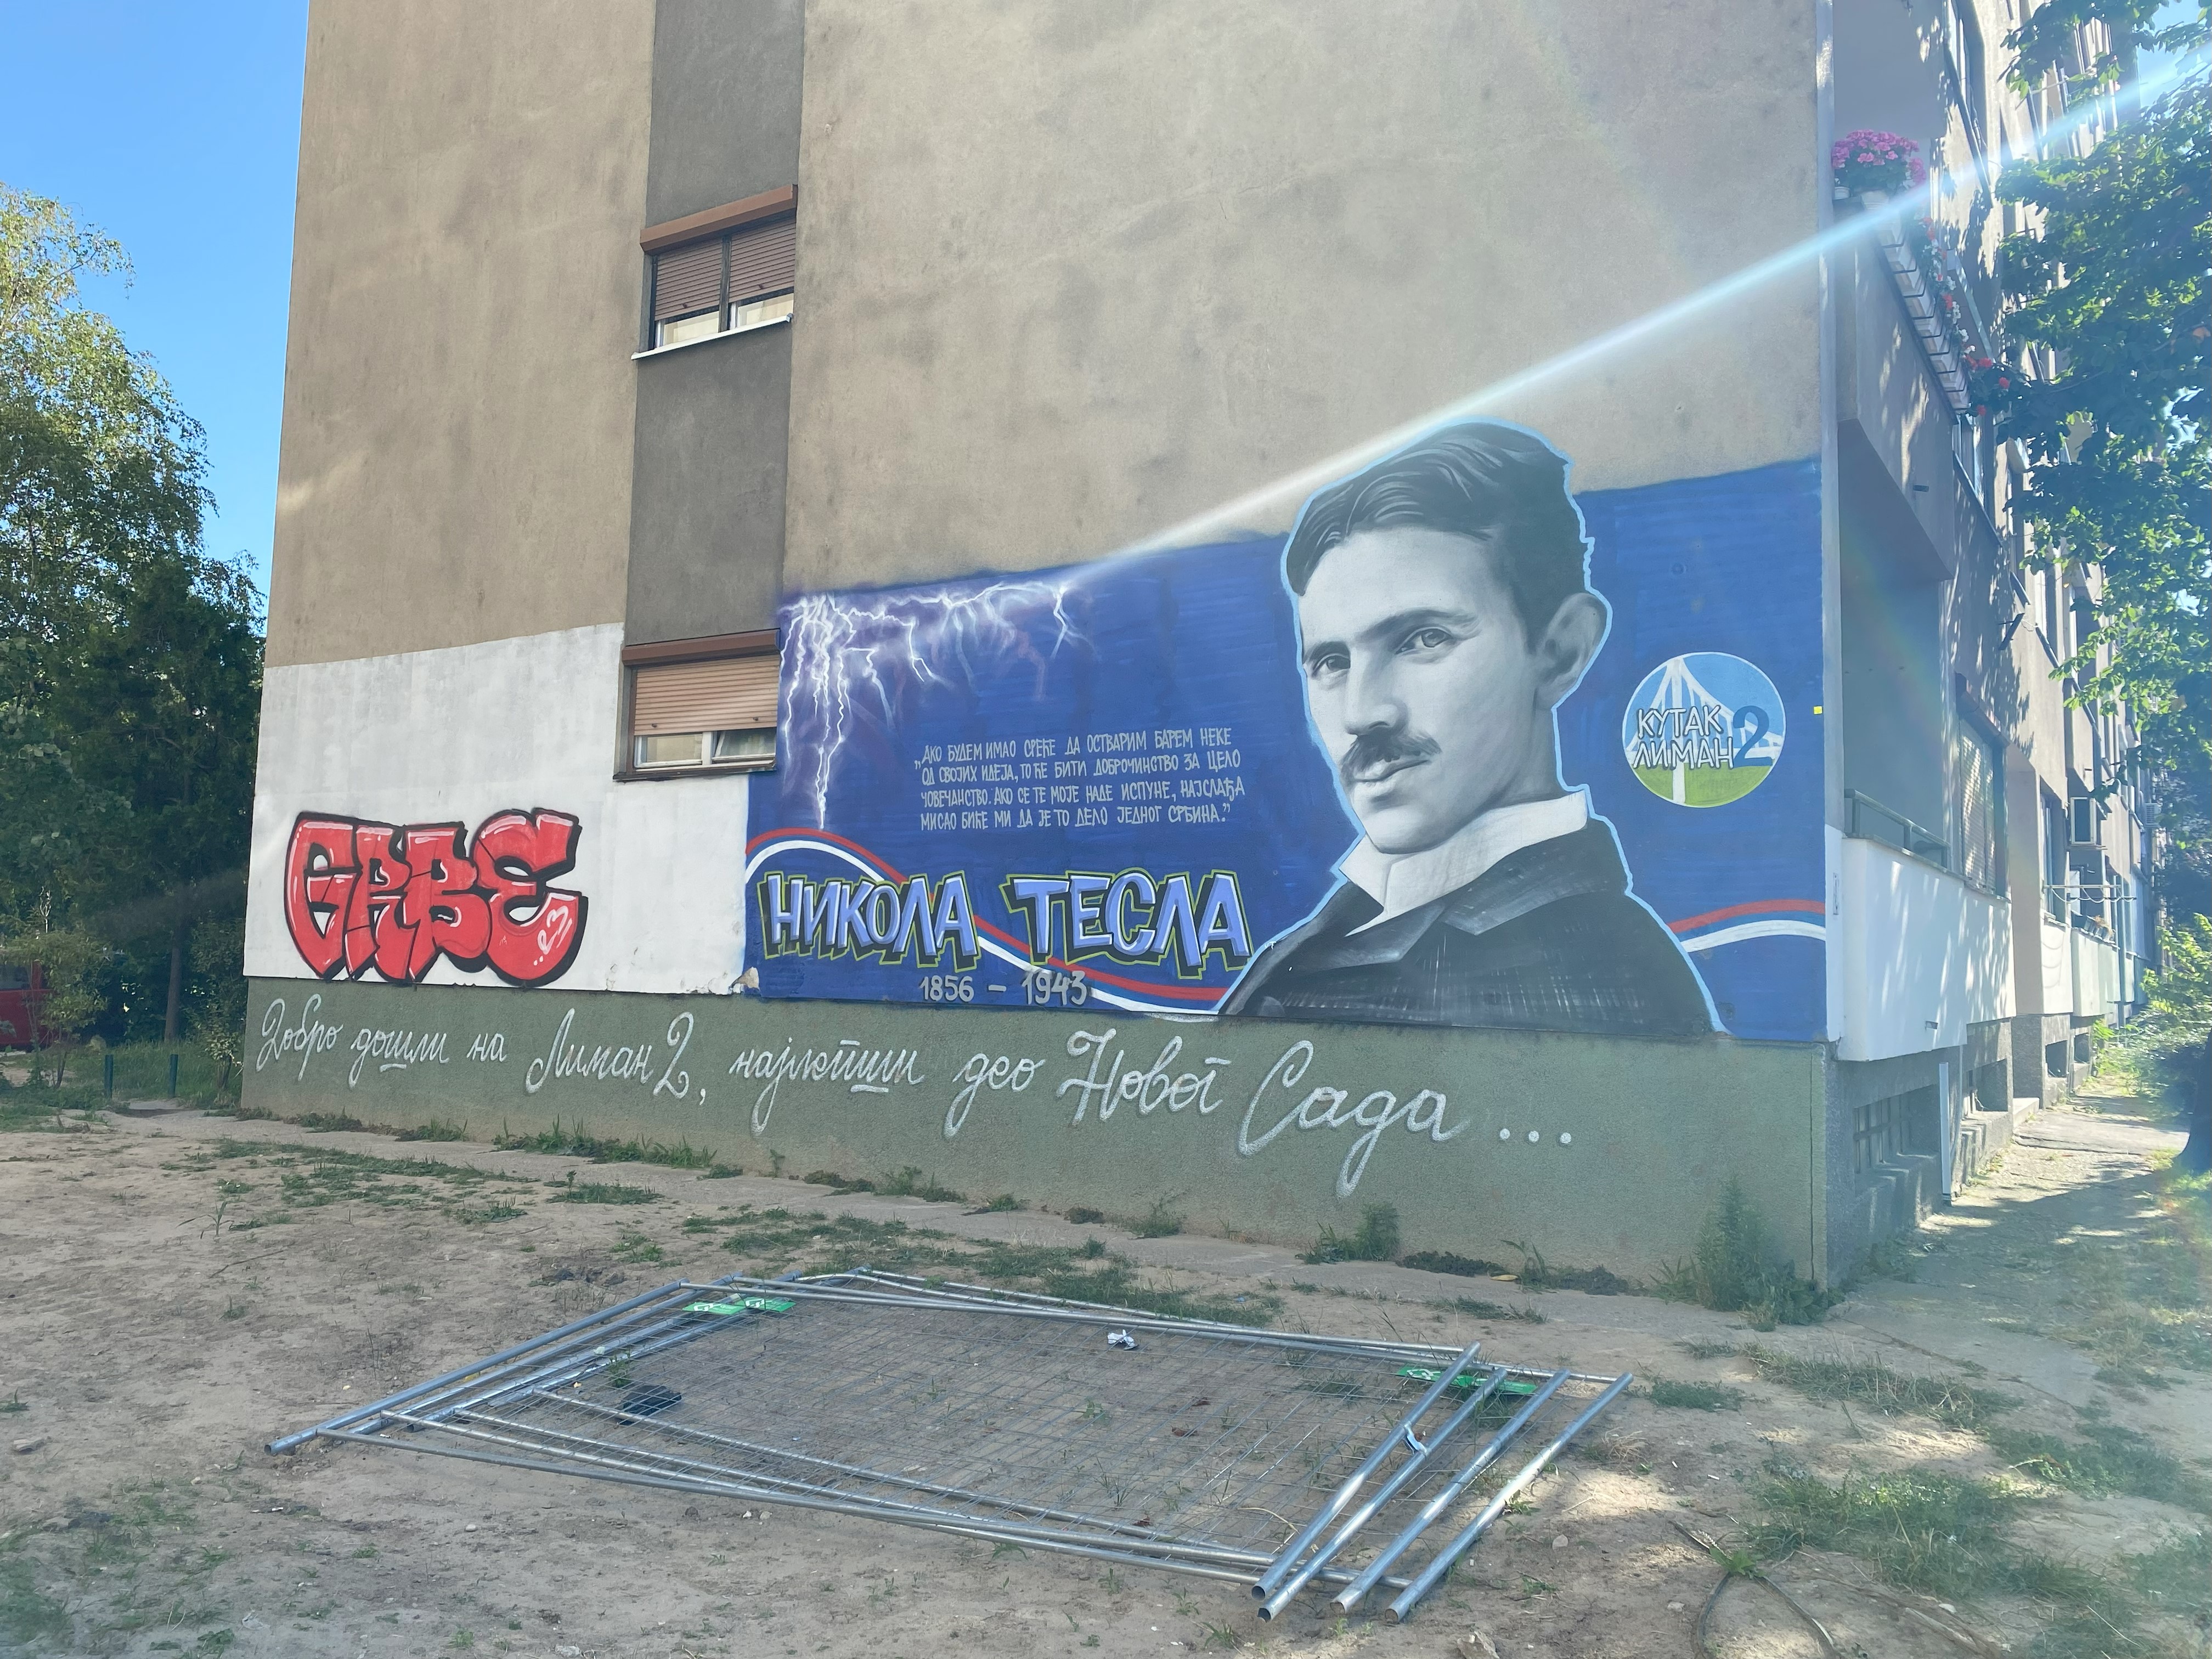 „АКО БУДЕМ ИМАО СРЕЋЕ ДА ОСТВАРИМ БАРЕМ НЕКЕ
ОД СВОЈИХ ИДЕЈА, ТО ЋЕ БИТИ ДОБРОЧИНСТВО ЗА ЦЕЛО
ЧОВЕЧАНСТВО. АКО СЕ ТЕ МОЈЕ НАДЕ ИСПУНЕ, НАЈСЛАЂА
МИСАО БИЋЕ МИ ДА ЈЕ ТО ДЕЛО ЈЕДНОГ СРБИНА.”
НИКОЛА ТЕСЛА
1856 – 1943
КУТАК
ЛИМАН 2
Добро дошли на Лиман 2, најлепши део Новог Сада...